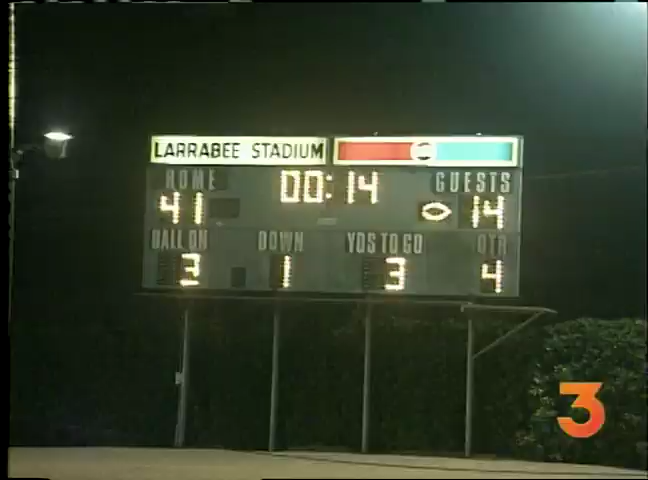 LARRABEE STADIUM
HOME 00:14 GUESTS
41 14
BALL ON DOWN YDS TO GO QTR
3 1 3 4
3